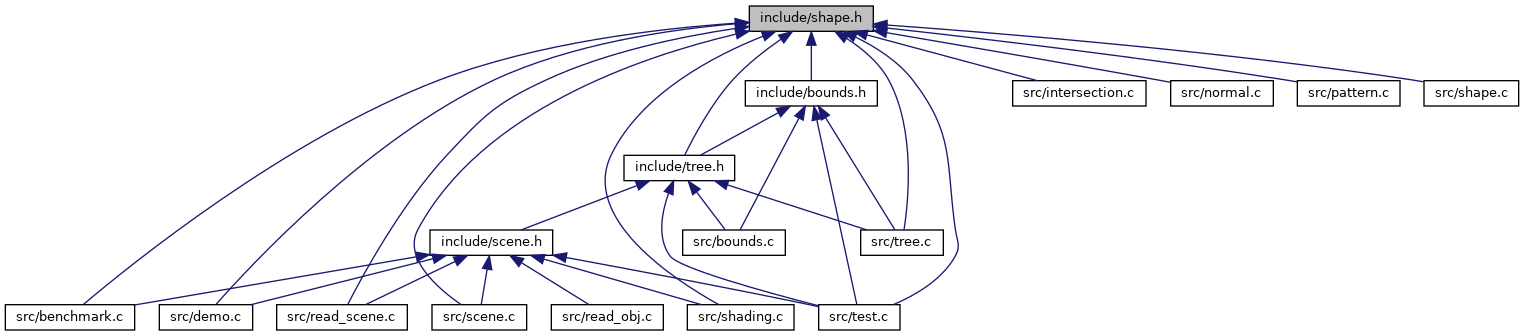 include/shape.h
include/bounds.h
src/intersection.c
src/normal.c
src/pattern.c
src/shape.c
include/tree.h
include/scene.h
src/bounds.c
src/tree.c
src/benchmark.c
src/demo.c
src/read_scene.c
src/scene.c
src/read_obj.c
src/shading.c
src/test.c